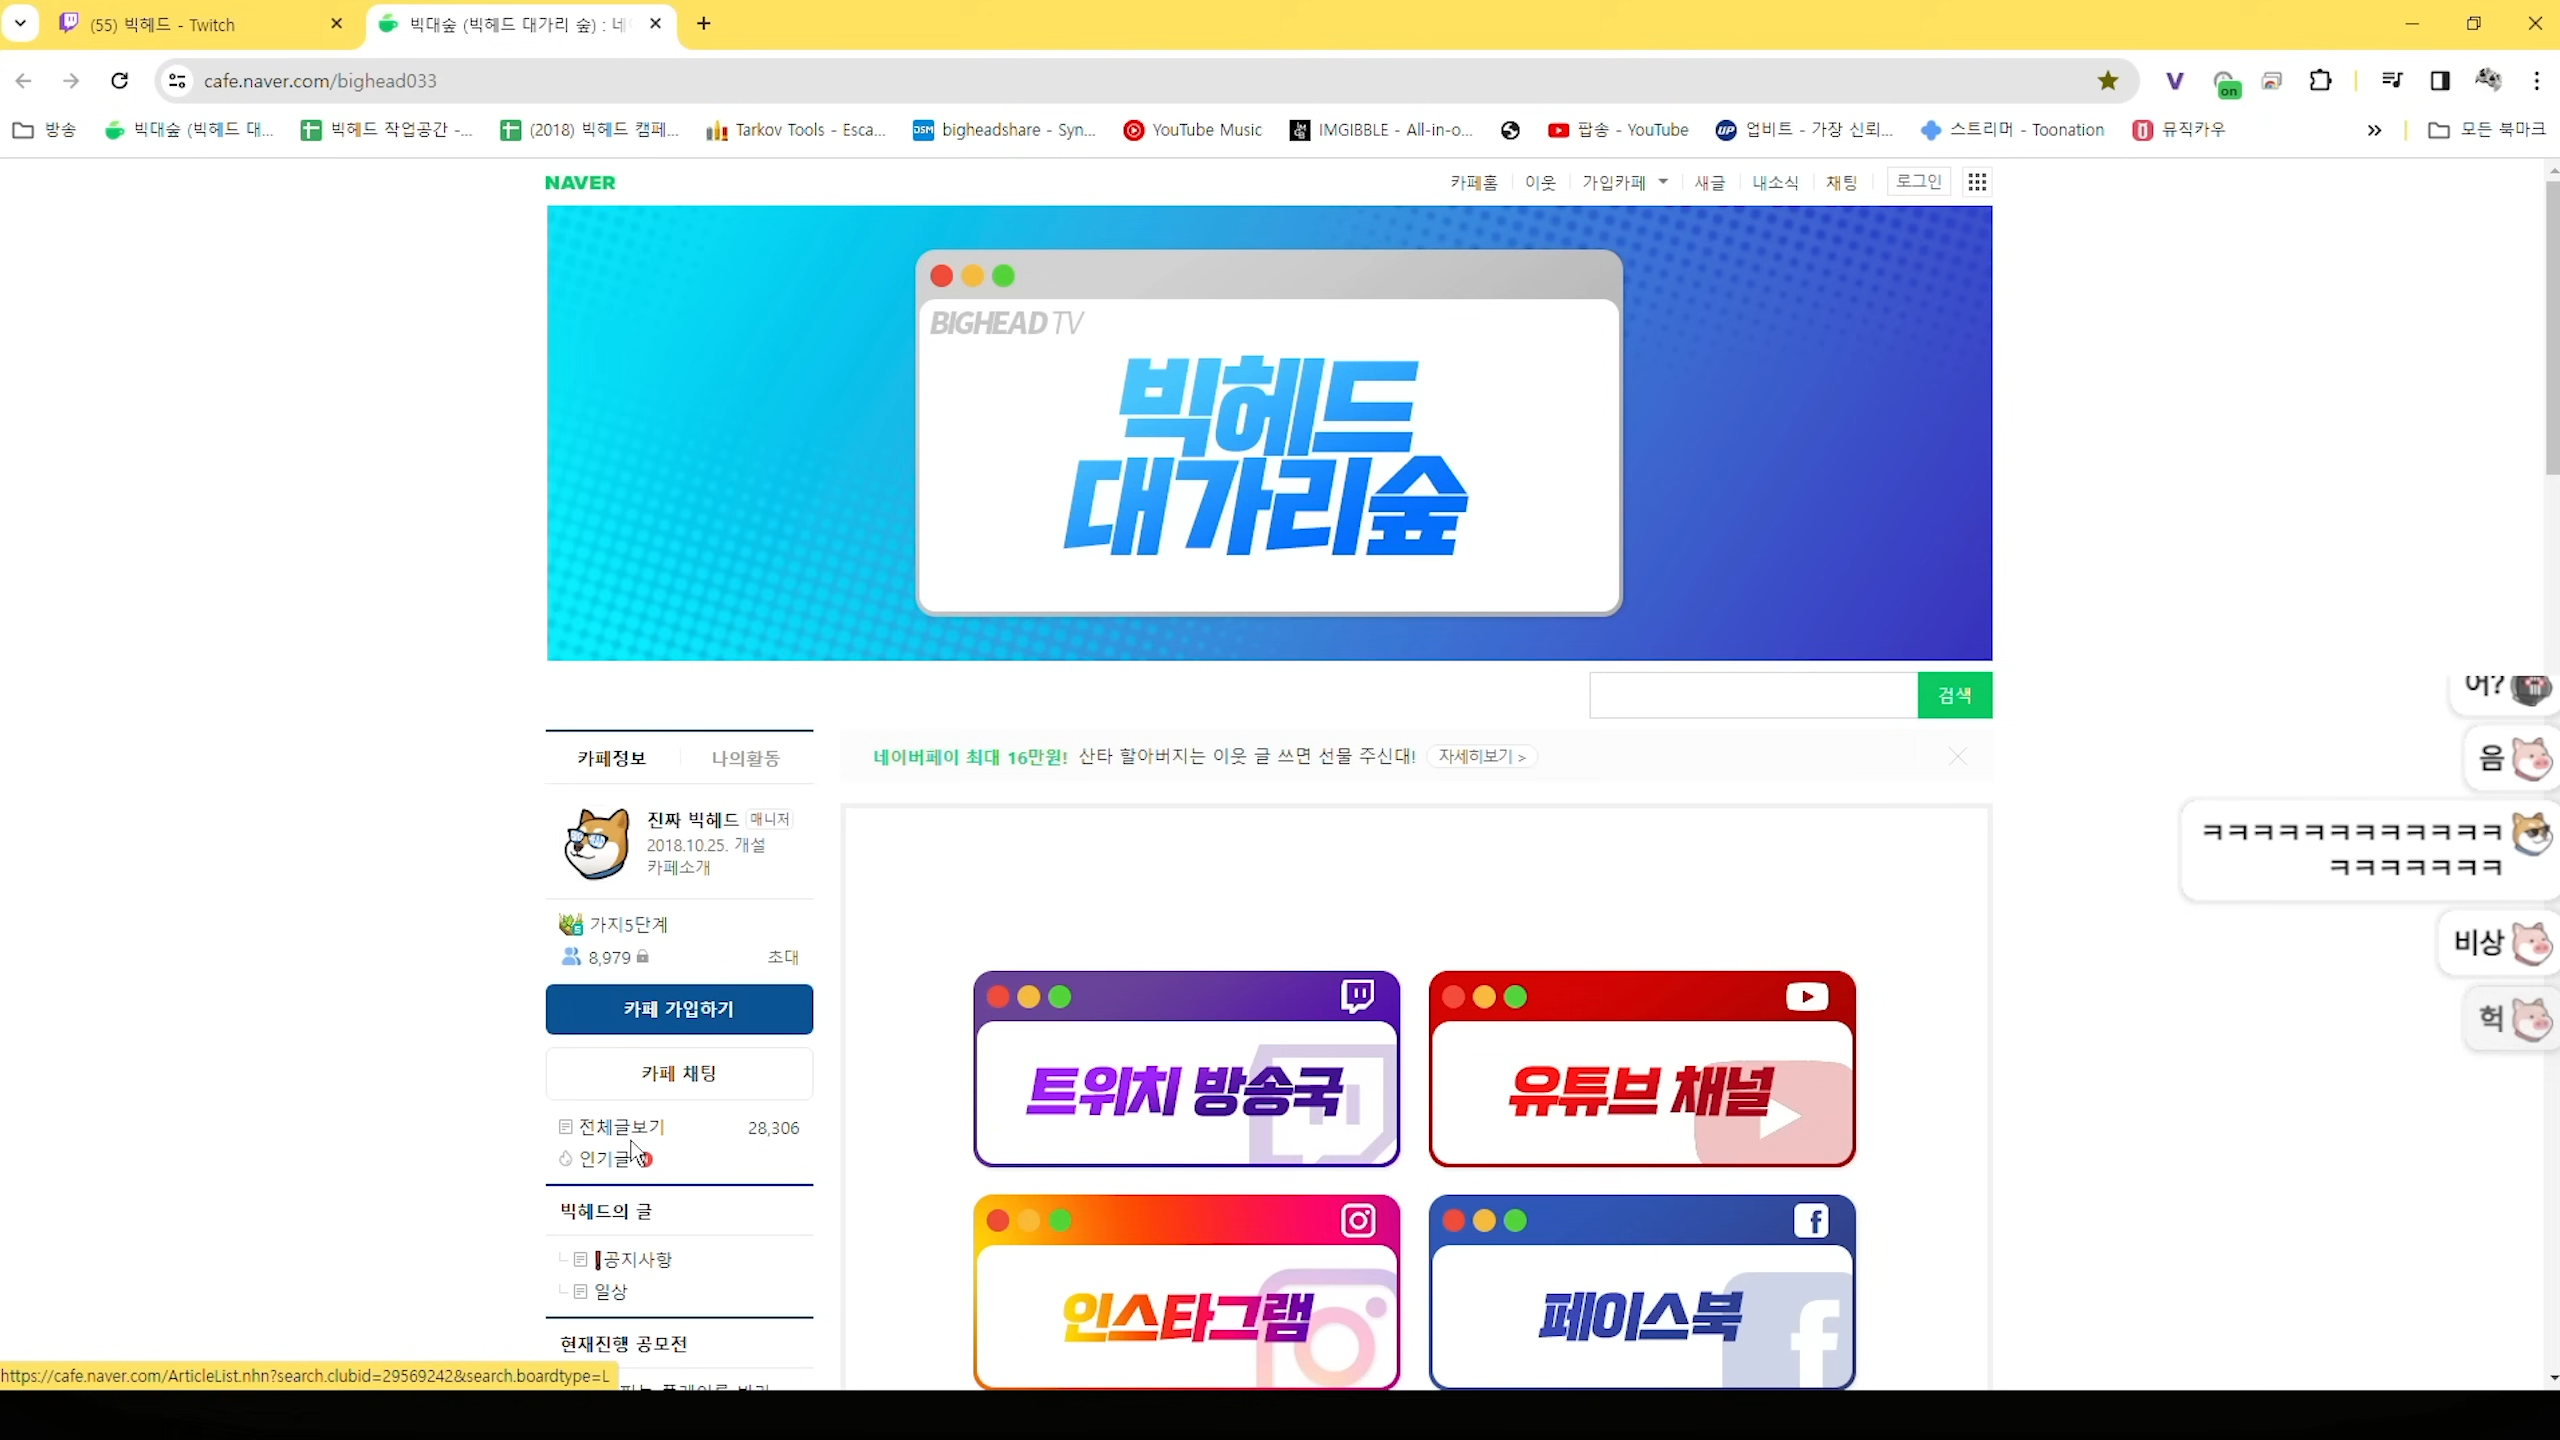 (55) 빅헤드 - Twitch
빅대숲 (빅헤드 대가리 숲) : 네
cafe.naver.com/bighead033
on
방송
빅대숲 (빅헤드 대...
빅헤드 작업공간 -...
(2018) 빅헤드 캠페...
Tarkov Tools - Esca...
DSM
bigheadshare - Syn...
YouTube Music
IMGIBBLE - All-in-o...
팝송 - YouTube
UP
업비트 - 가장 신뢰...
스트리머 - Toonation
뮤직카우
모든 북마크
NAVER
카페홈
이웃
가입카페
새글
내소식
채팅
로그인
BIGHEAD TV
빅헤드
대가리숲
검색
어?
음
ㅋㅋㅋㅋㅋㅋㅋㅋㅋㅋㅋㅋ
ㅋㅋㅋㅋㅋㅋㅋ
비상
헉
카페정보
나의활동
네이버페이 최대 16만원! 산타 할아버지는 이웃 글 쓰면 선물 주신대!
자세히보기 >
진짜 빅헤드
매니저
2018.10.25. 개설
카페소개
가지5단계
8,979
초대
카페 가입하기
카페 채팅
전체글보기
28,306
인기글
빅헤드의 글
❗공지사항
일상
현재진행 공모전
트위치 방송국
유튜브 채널
인스타그램
페이스북
https://cafe.naver.com/ArticleList.nhn?search.clubid=29569242&search.boardtype=L